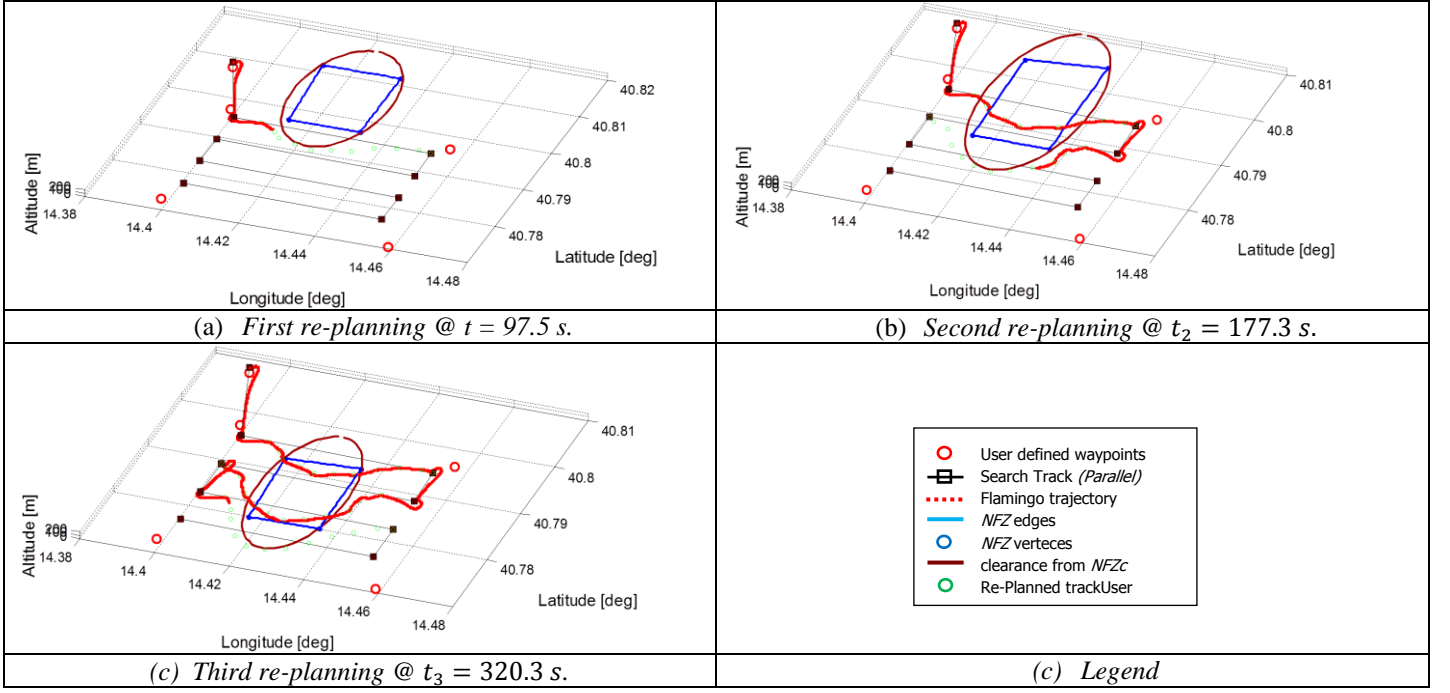 Altitude [m]
200
100
0
14.38
14.4
14.42
14.44
14.46
14.48
Longitude [deg]
40.82
40.81
40.8
40.79
40.78
Latitude [deg]
(a) First re-planning @ t = 97.5 s.
Altitude [m]
200
100
0
14.38
14.4
14.42
14.44
14.46
14.48
Longitude [deg]
40.81
40.8
40.79
40.78
Latitude [deg]
(b) Second re-planning @ t₂ = 177.3 s.
Altitude [m]
200
100
0
14.38
14.4
14.42
14.44
14.46
14.48
Longitude [deg]
40.81
40.8
40.79
40.78
Latitude [deg]
(c) Third re-planning @ t₃ = 320.3 s.
User defined waypoints
Search Track (Parallel)
Flamingo trajectory
NFZ edges
NFZ verteces
clearance from NFZc
Re-Planned trackUser
(c) Legend